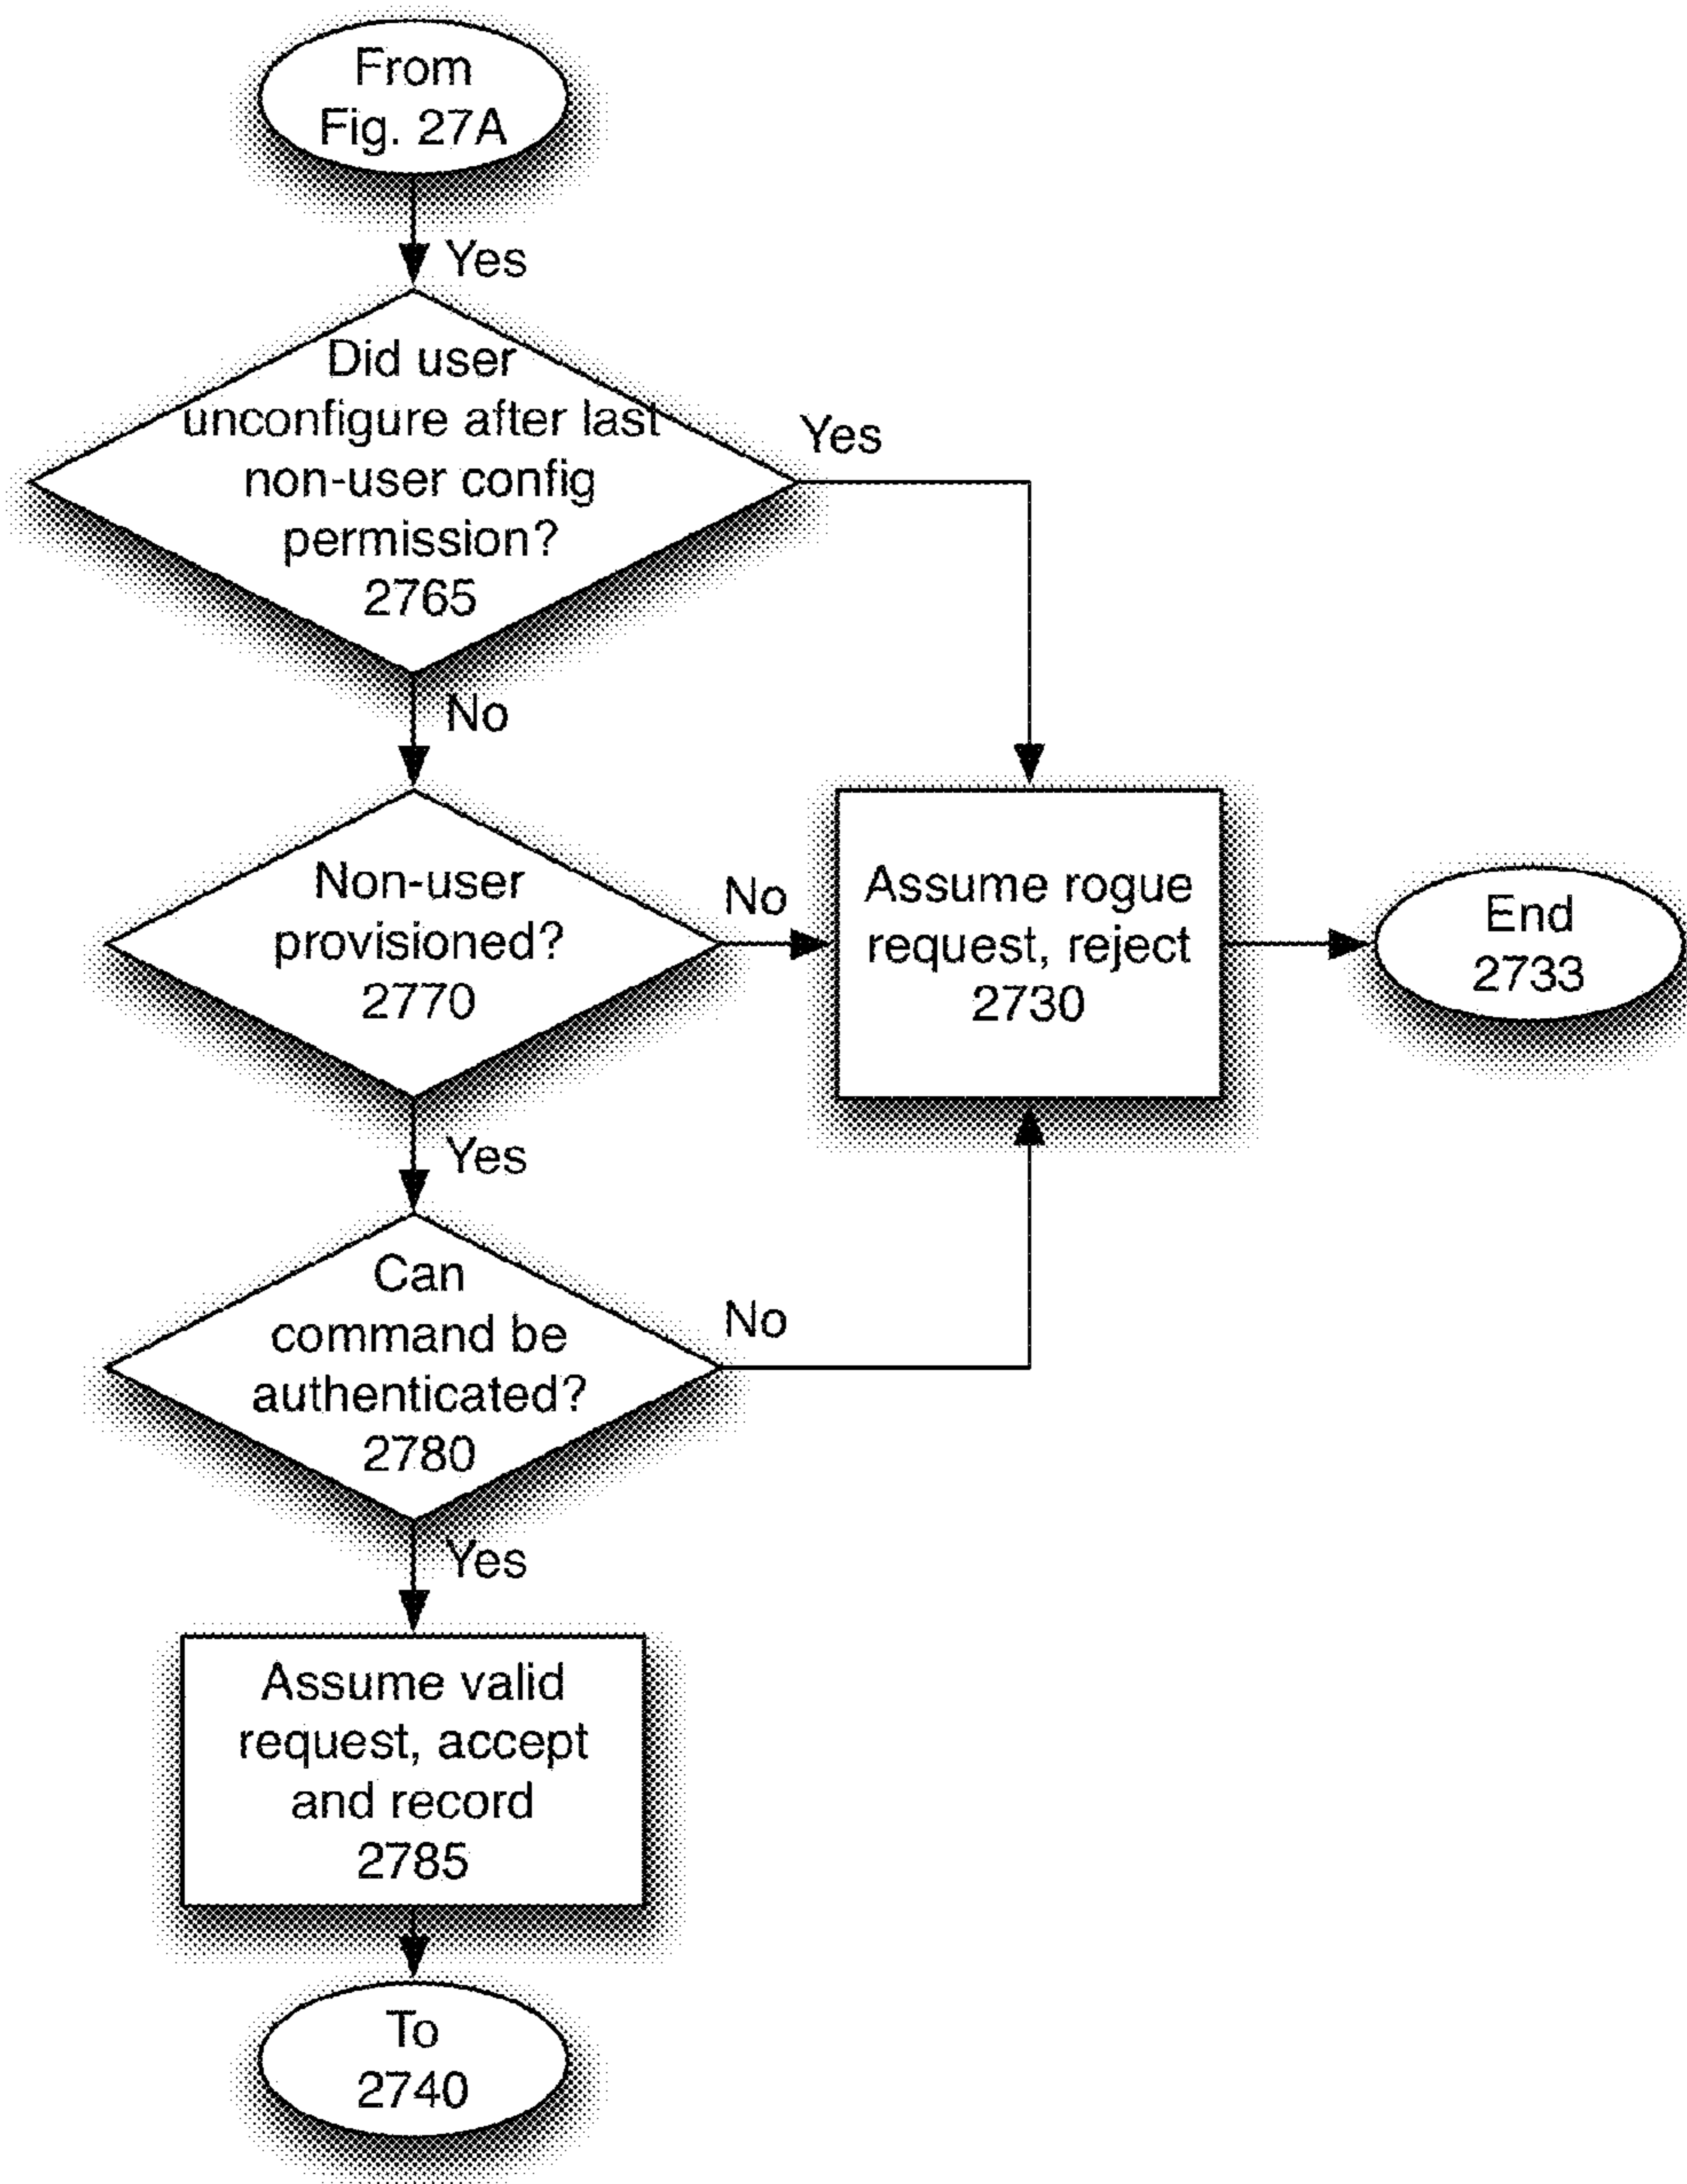 From
Fig. 27A
Yes
Did user
unconfigure after last
non-user config
permission?
2765
Yes
No
Non-user
provisioned?
2770
No
Assume rogue
request, reject
2730
End
2733
Yes
Can
command be
authenticated?
2780
No
Yes
Assume valid
request, accept
and record
2785
To
2740